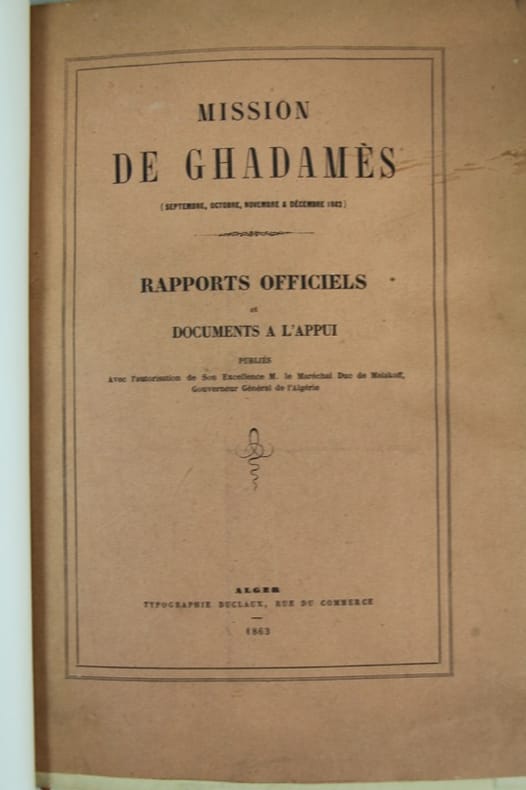 MISSION
DE GHADAMÈS
(SEPTEMBRE, OCTOBRE, NOVEMBRE & DÉCEMBRE 1862)
RAPPORTS OFFICIELS
et
DOCUMENTS A L'APPUI
PUBLIÉS
Avec l'autorisation de Son Excellence M. le Maréchal Duc de Malakoff,
Gouverneur Général de l'Algérie
ALGER
TYPOGRAPHIE DUCLAUX, RUE DU COMMERCE
1863